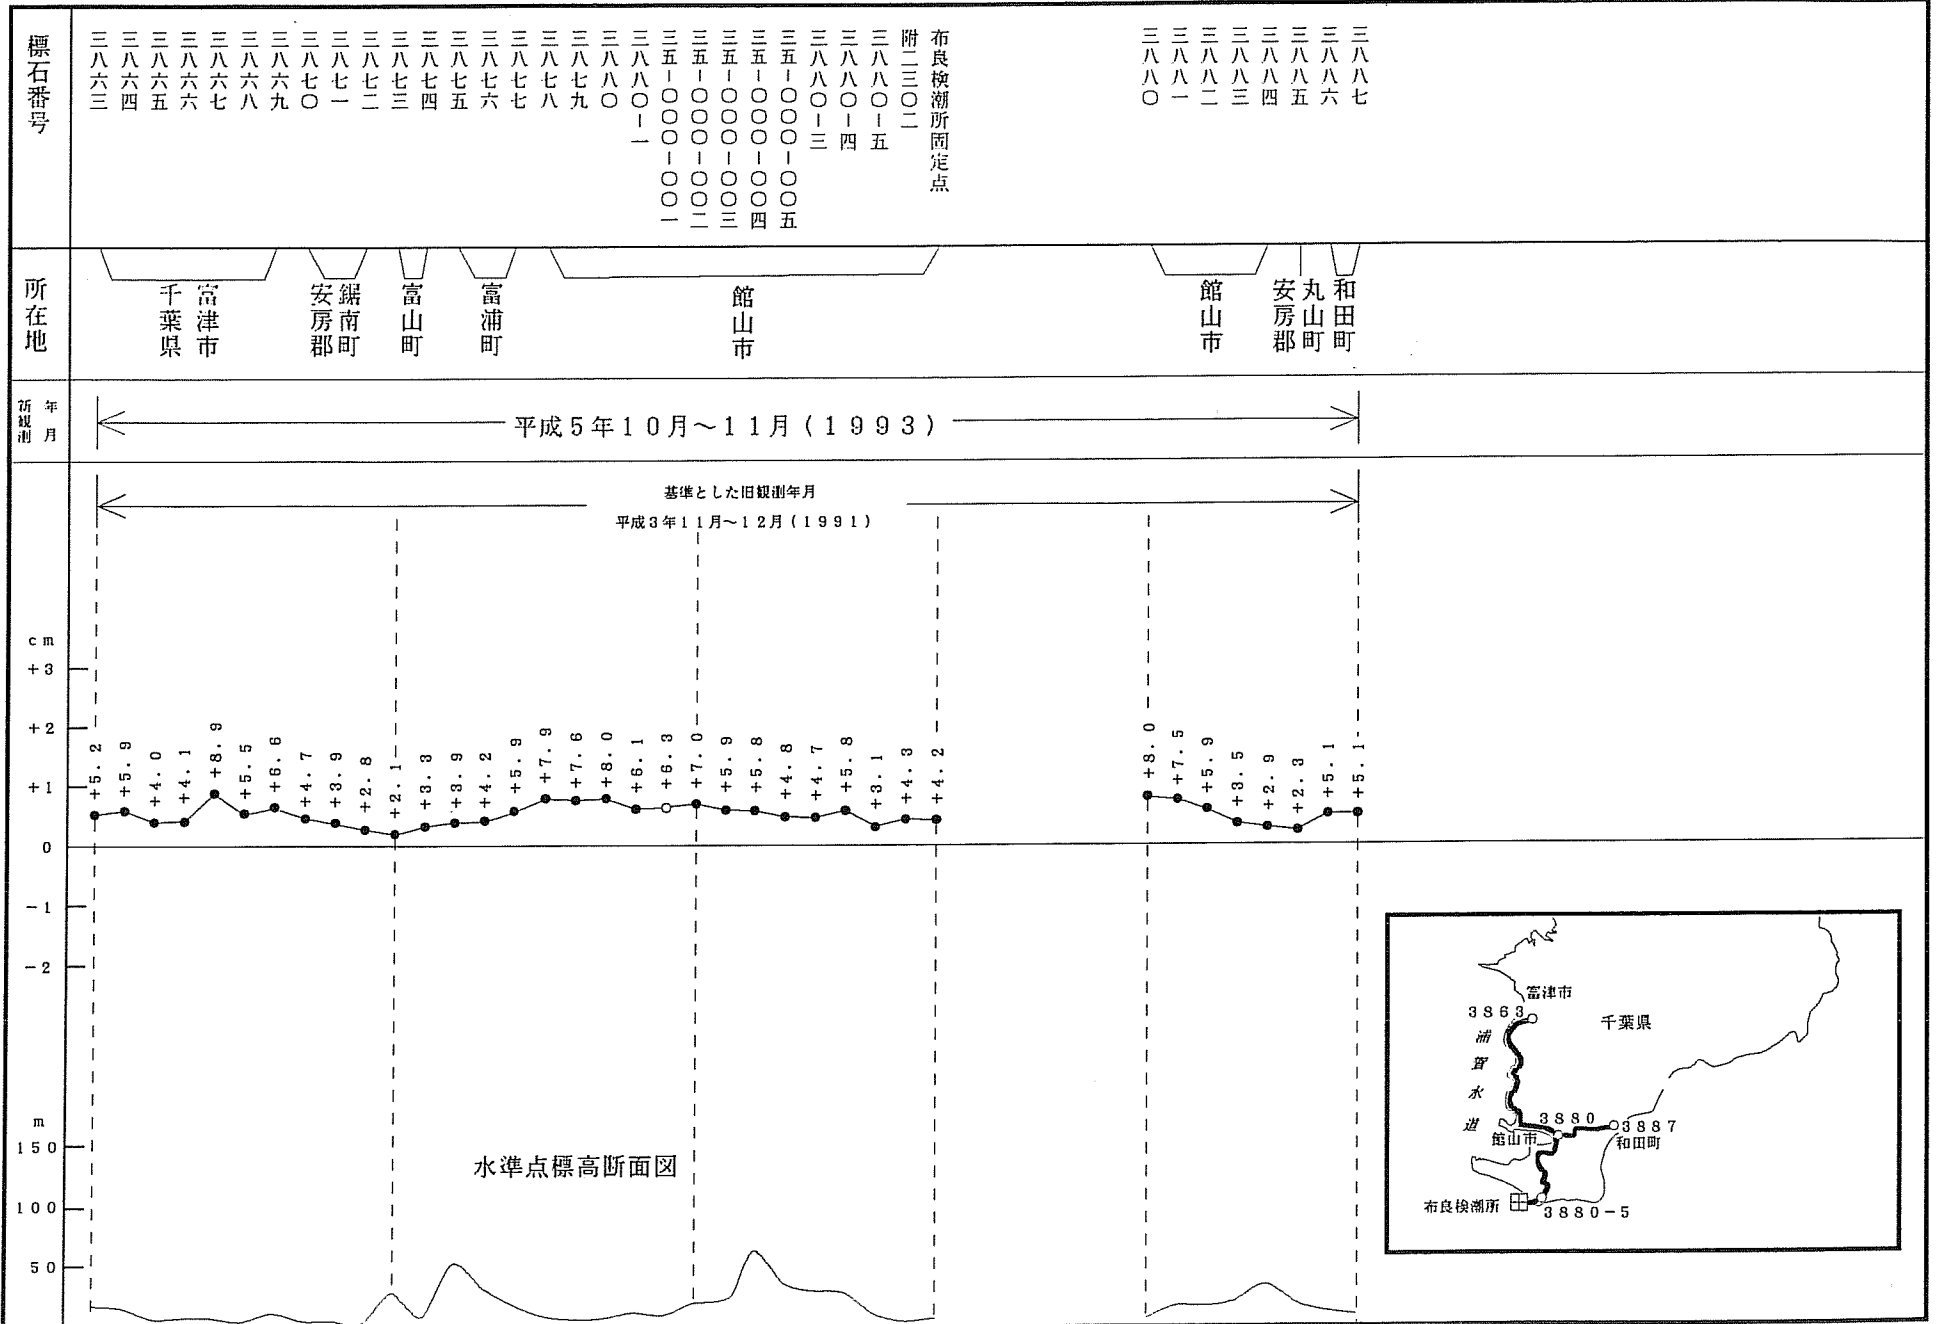 標石番号
三八六三
三八六四
三八六五
三八六六
三八六七
三八六八
三八六九
三八七〇
三八七一
三八七二
三八七三
三八七四
三八七五
三八七六
三八七七
三八七八
三八七九
三八八〇
三八八〇-一
三五-〇〇〇-〇〇一
三五-〇〇〇-〇〇二
三五-〇〇〇-〇〇三
三五-〇〇〇-〇〇四
三五-〇〇〇-〇〇五
三八八〇-三
三八八〇-四
三八八〇-五
附二三〇二
布良検潮所固定点
三八八〇
三八八一
三八八二
三八八三
三八八四
三八八五
三八八六
三八八七
所在地
千葉県
富津市
安房郡
鋸南町
富山町
富浦町
館山市
館山市
安房郡
丸山町
和田町
新観測
年月
平成5年10月～11月(1993)
基準とした旧観測年月
平成3年11月～12月(1991)
cm
+3
+2
+1
0
-1
-2
+5.2
+5.9
+4.0
+4.1
+8.9
+5.5
+6.6
+4.7
+3.9
+2.8
+2.1
+3.3
+3.9
+4.2
+5.9
+7.9
+7.6
+8.0
+6.1
+6.3
+7.0
+5.9
+5.8
+4.8
+4.7
+5.8
+3.1
+4.3
+4.2
+8.0
+7.5
+5.9
+3.5
+2.9
+2.3
+5.1
+5.1
m
150
100
50
水準点標高断面図
富津市
3863
千葉県
浦賀水道
3880
3887
館山市
和田町
布良検潮所
3880-5